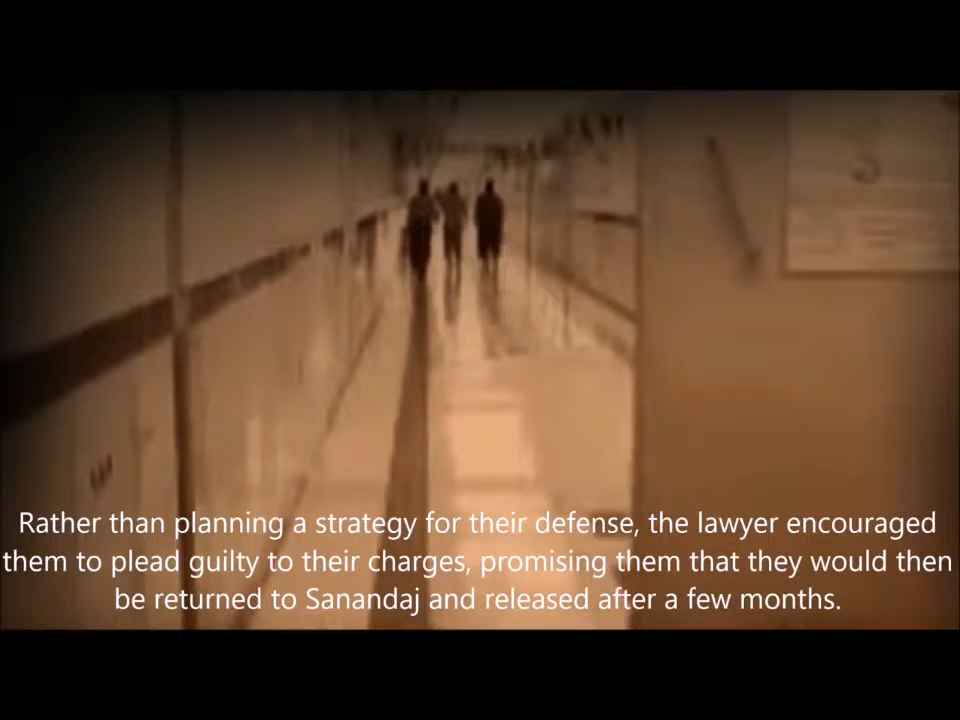 Rather than planning a strategy for their defense, the lawyer encouraged
them to plead guilty to their charges, promising them that they would then
be returned to Sanandaj and released after a few months.